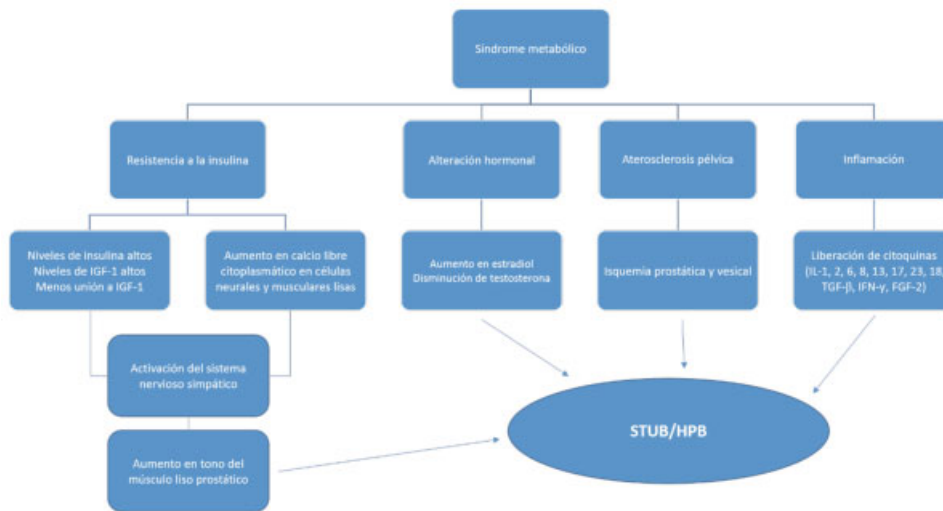 Síndrome metabólico
Resistencia a la insulina
Alteración hormonal
Aterosclerosis pélvica
Inflamación
Niveles de insulina altos
Niveles de IGF-1 altos
Menos unión a IGF-1
Aumento en calcio libre
citoplasmático en células
neurales y musculares lisas
Aumento en estradiol
Disminución de testosterona
Isquemia prostática y vesical
Liberación de citoquinas
(IL-1, 2, 6, 8, 13, 17, 23, 18,
TGF-β, IFN-γ, FGF-2)
Activación del sistema
nervioso simpático
STUB/HPB
Aumento en tono del
músculo liso prostático